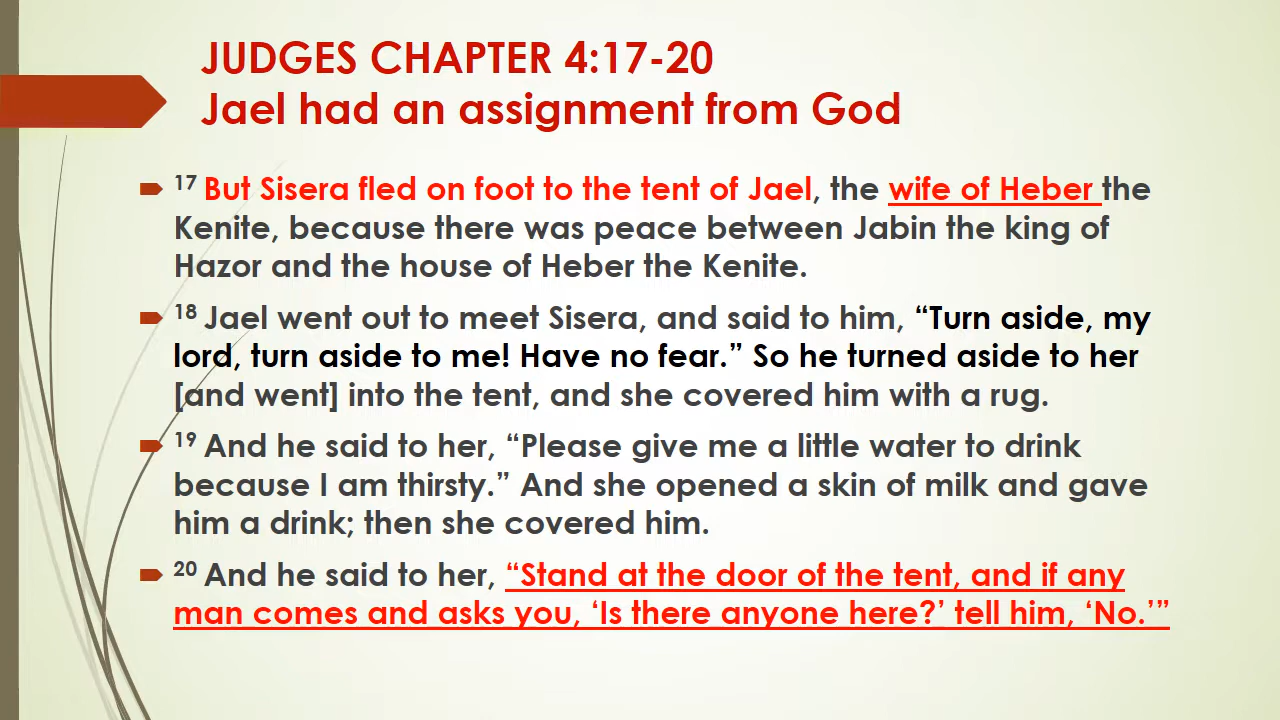 JUDGES CHAPTER 4:17-20
Jael had an assignment from God
17 But Sisera fled on foot to the tent of Jael, the wife of Heber the
Kenite, because there was peace between Jabin the king of
Hazor and the house of Heber the Kenite.
18 Jael went out to meet Sisera, and said to him, “Turn aside, my
lord, turn aside to me! Have no fear.” So he turned aside to her
[and went] into the tent, and she covered him with a rug.
19 And he said to her, “Please give me a little water to drink
because I am thirsty.” And she opened a skin of milk and gave
him a drink; then she covered him.
20 And he said to her, “Stand at the door of the tent, and if any
man comes and asks you, ‘Is there anyone here?’ tell him, ‘No.’”